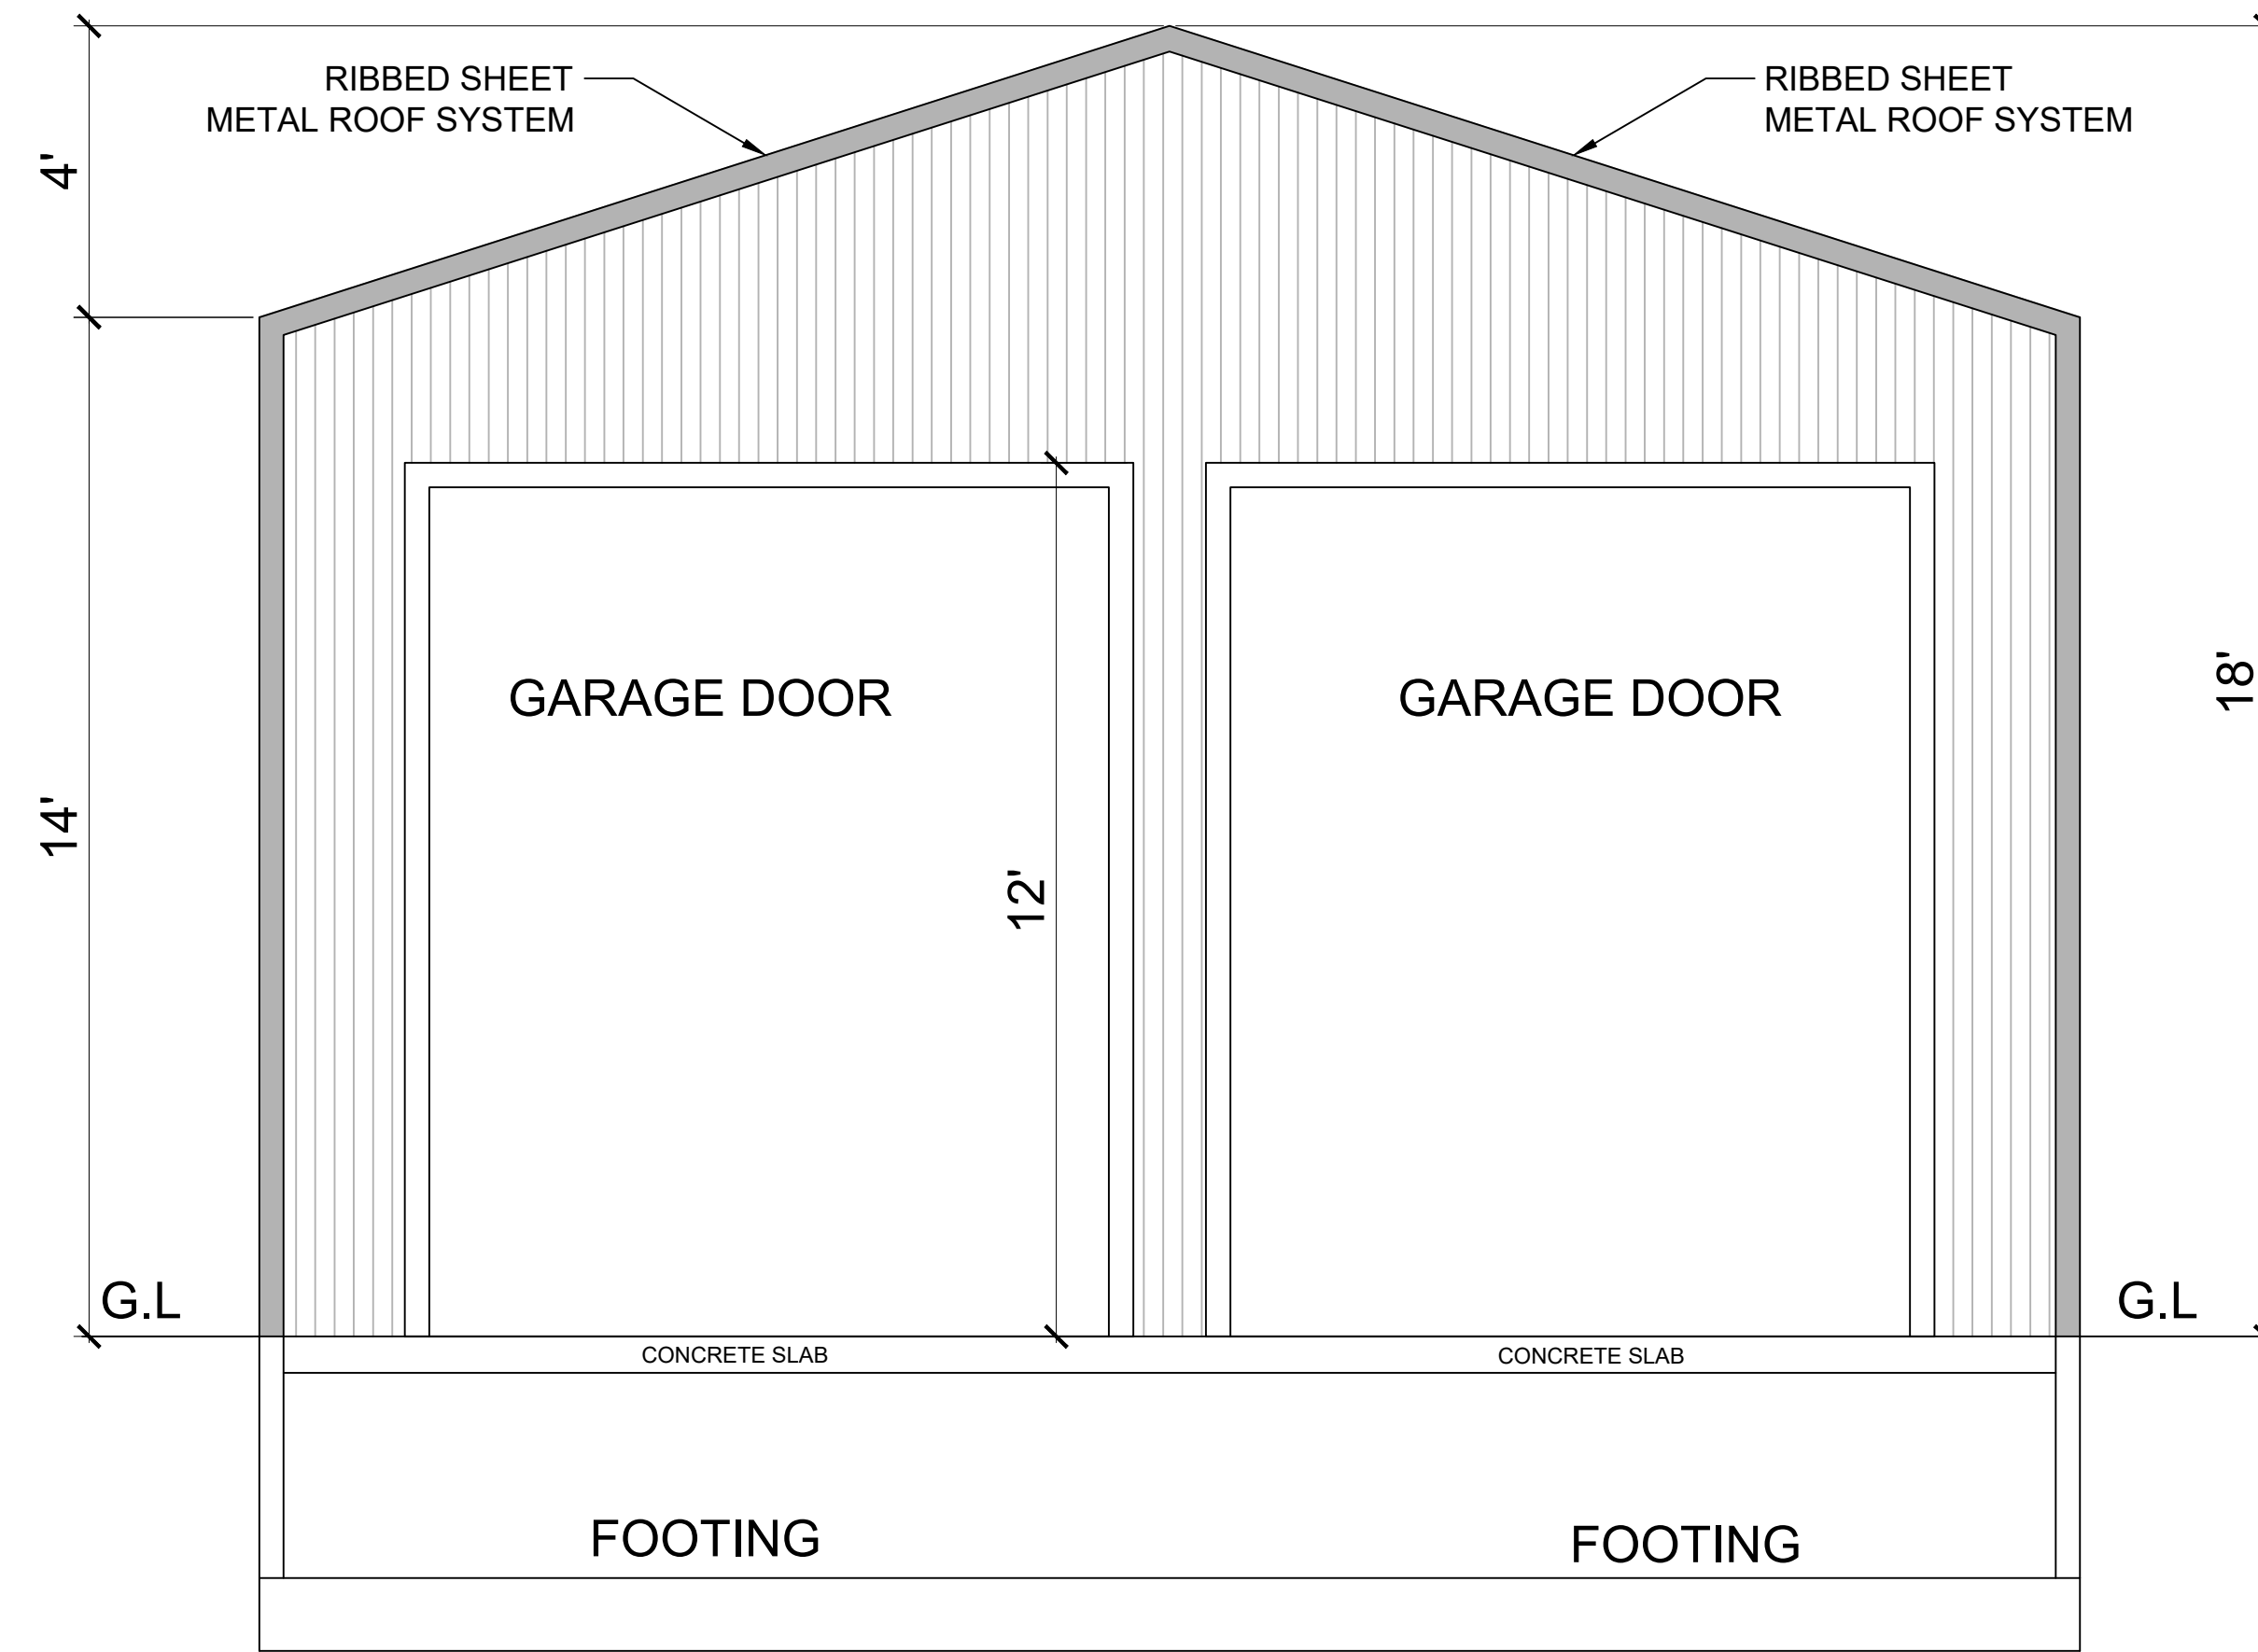 RIBBED SHEET
METAL ROOF SYSTEM
RIBBED SHEET
METAL ROOF SYSTEM
4'
14'
GARAGE DOOR
GARAGE DOOR
12'
18'
G.L
G.L
CONCRETE SLAB
CONCRETE SLAB
FOOTING
FOOTING